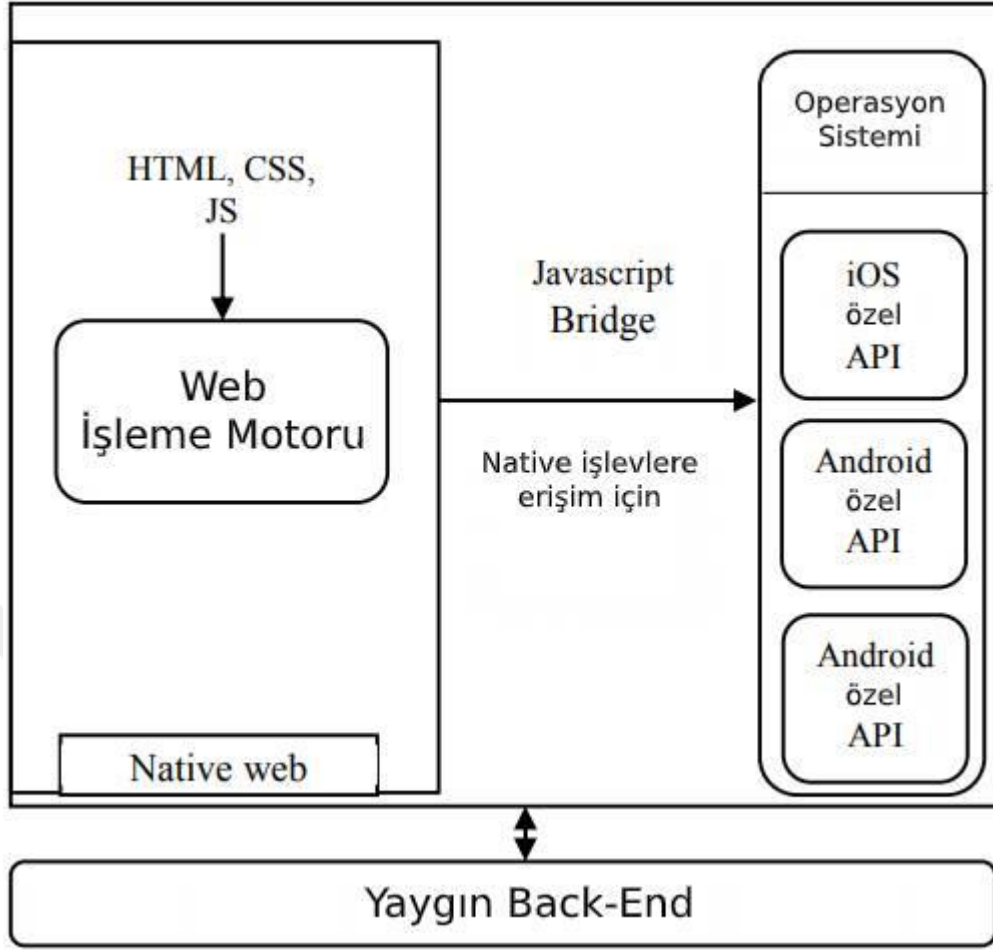 HTML, CSS,
JS
Web
İşleme Motoru
Native web
Javascript
Bridge
Native işlevlere
erişim için
Operasyon
Sistemi
iOS
özel
API
Android
özel
API
Android
özel
API
Yaygın Back-End